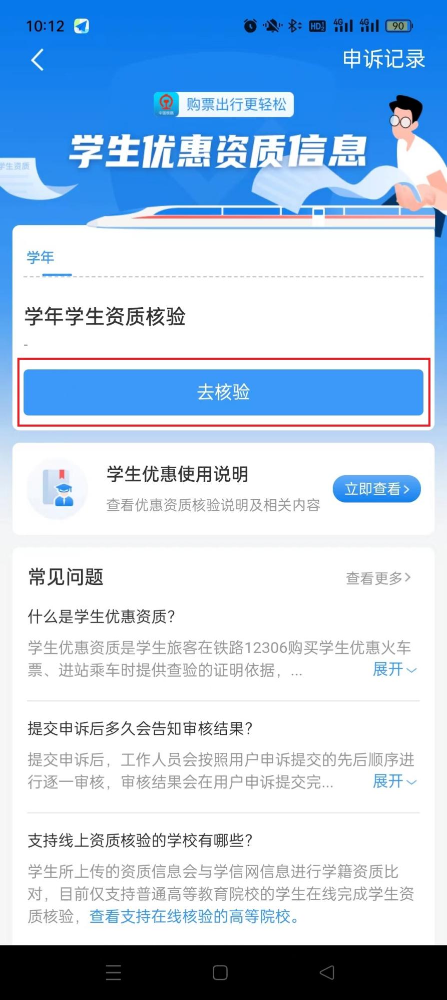 10:12
HD
4G
4G
90
申诉记录
中国铁路
购票出行更轻松
学生优惠资质信息
学生资质
学年
学年学生资质核验
-
去核验
学生优惠使用说明
查看优惠资质核验说明及相关内容
立即查看>
常见问题
查看更多>
什么是学生优惠资质?
学生优惠资质是学生旅客在铁路12306购买学生优惠火车
票、进站乘车时提供查验的证明依据，...
展开
提交申诉后多久会告知审核结果?
提交申诉后，工作人员会按照用户申诉提交的先后顺序进
行逐一审核，审核结果会在用户申诉提交完...
展开
支持线上资质核验的学校有哪些?
学生所上传的资质信息会与学信网信息进行学籍资质比
对，目前仅支持普通高等教育院校的学生在线完成学生资
质核验，查看支持在线核验的高等院校。